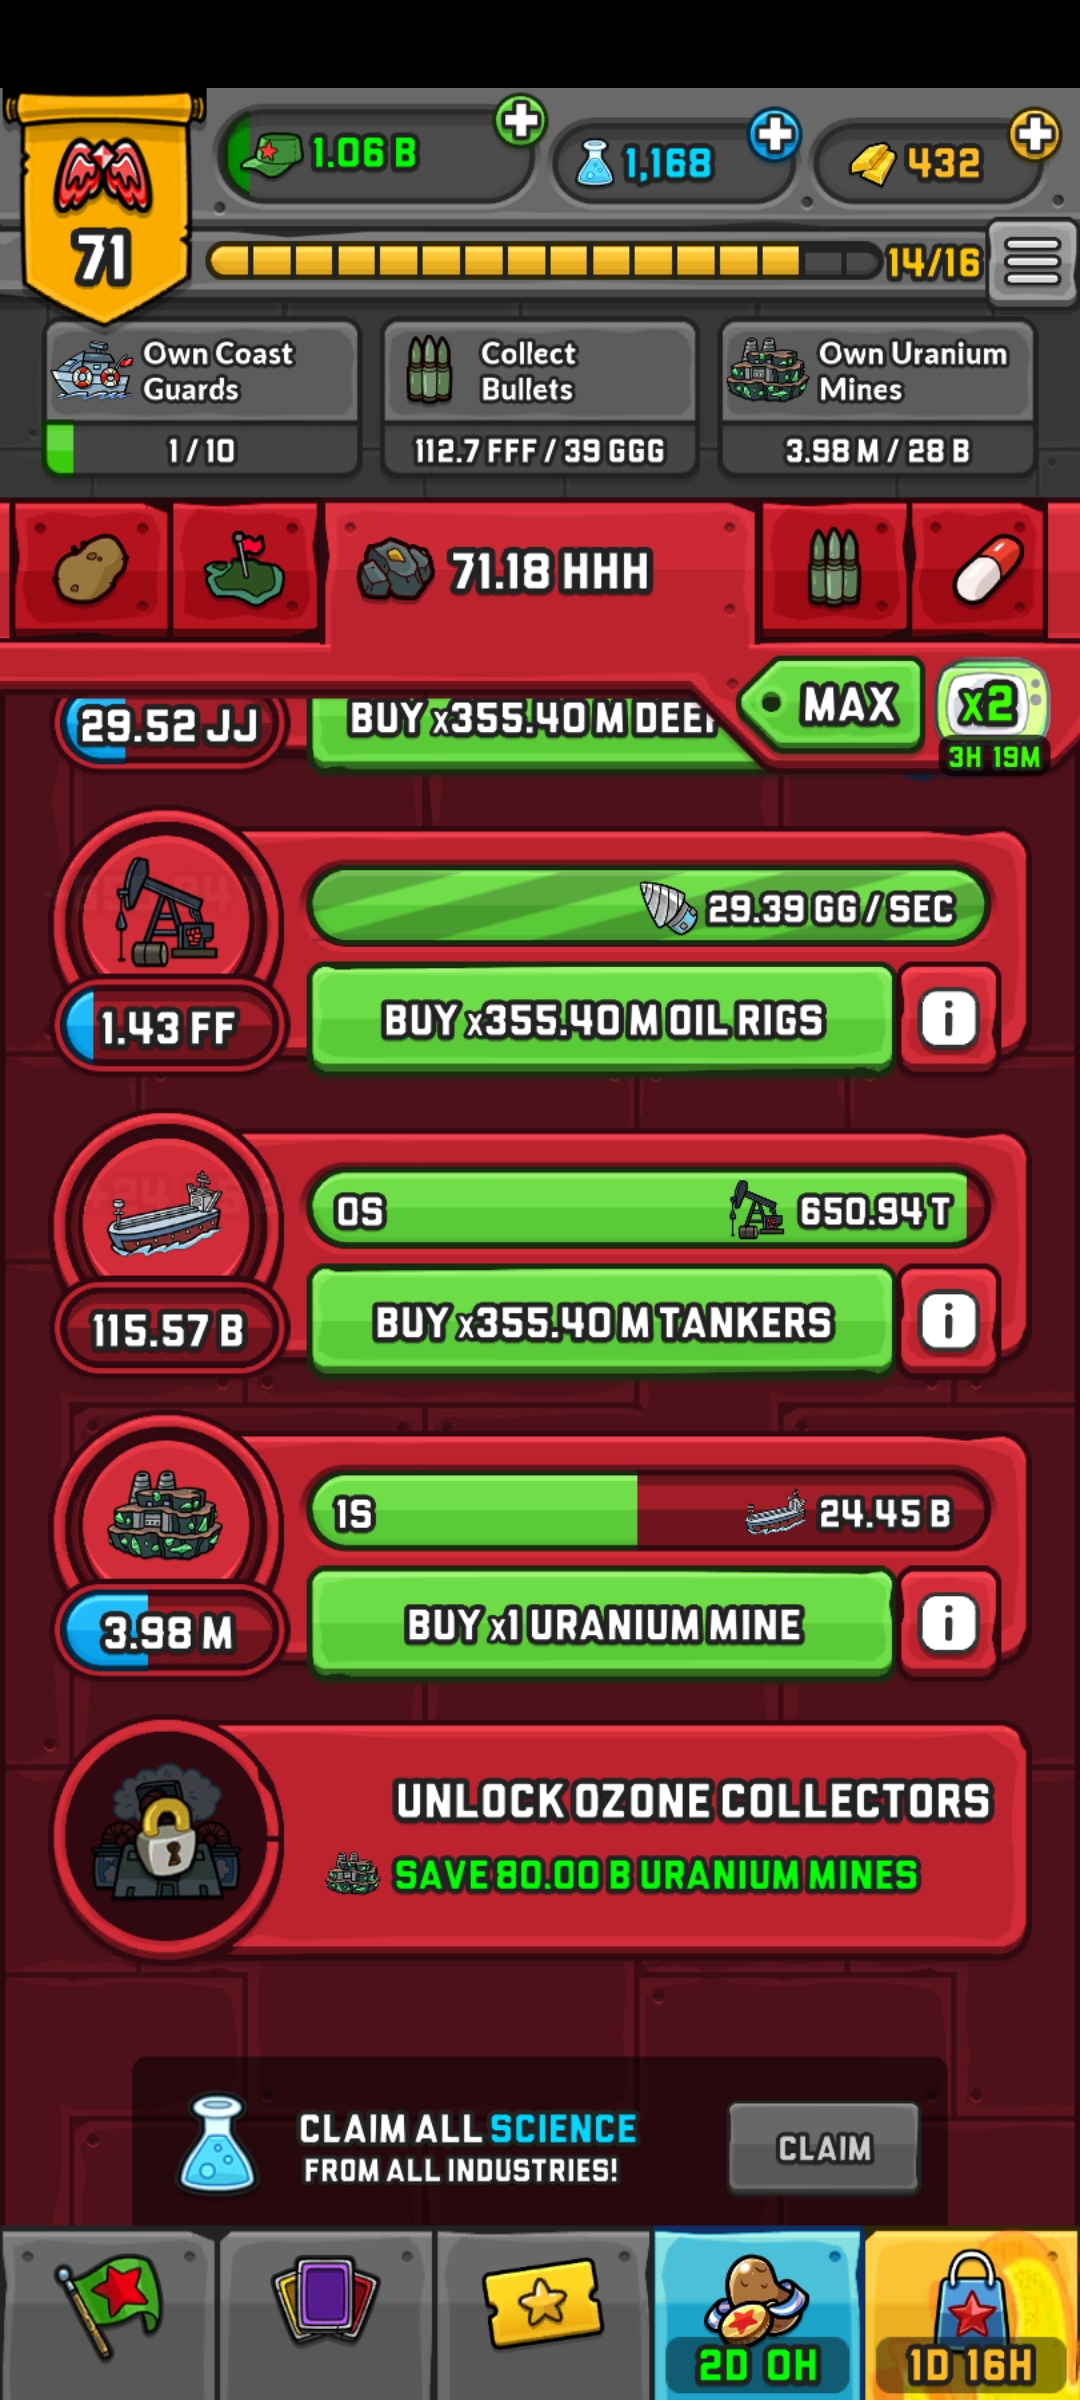 71
1.06 B
1,168
432
14/16
Own Coast
Guards
1 / 10
Collect
Bullets
112.7 FFF / 39 GGG
Own Uranium
Mines
3.98 M / 28 B
71.18 HHH
MAX
x2
3H 19M
29.52 JJ
BUY x355.40 M DEEP
29.39 GG / SEC
1.43 FF
BUY x355.40 M OIL RIGS
0S
650.94 T
115.57 B
BUY x355.40 M TANKERS
1S
24.45 B
3.98 M
BUY x1 URANIUM MINE
UNLOCK OZONE COLLECTORS
SAVE 80.00 B URANIUM MINES
CLAIM ALL SCIENCE
FROM ALL INDUSTRIES!
CLAIM
2D 0H
1D 16H